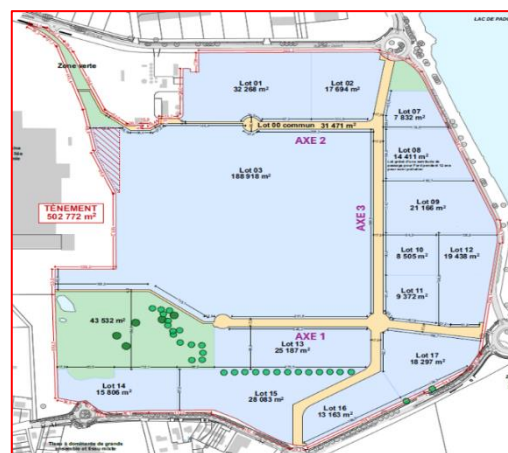 LAC DE PADO
Zone verte
Lot 01
32 268 m²
Lot 02
17 694 m²
Lot 07
7 832 m²
Lot 00 commun 31 471 m²
AXE 2
Lot 08
14 411 m²
Lot 03
188 918 m²
TÈNEMENT
502 772 m²
AXE 3
Lot 09
21 166 m²
Lot 10
8 505 m²
Lot 12
19 438 m²
Lot 11
9 372 m²
43 532 m²
AXE 1
Lot 13
25 187 m²
Lot 17
18 297 m²
Lot 14
15 806 m²
Lot 15
28 083 m²
Lot 16
13 163 m²